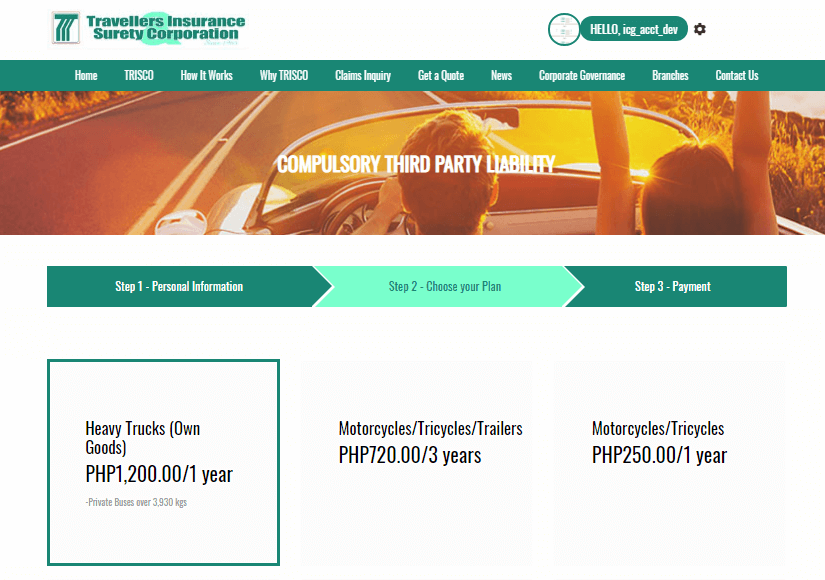 Travellers Insurance
Surety Corporation
HELLO, icg_acct_dev
Home TRISCO How It Works Why TRISCO Claims Inquiry Get a Quote News Corporate Governance Branches Contact Us
COMPULSORY THIRD PARTY LIABILITY
Step 1 - Personal Information
Step 2 - Choose your Plan
Step 3 - Payment
Heavy Trucks (Own
Goods)
PHP1,200.00/1 year
-Private Buses over 3,930 kgs
Motorcycles/Tricycles/Trailers
PHP720.00/3 years
Motorcycles/Tricycles
PHP250.00/1 year